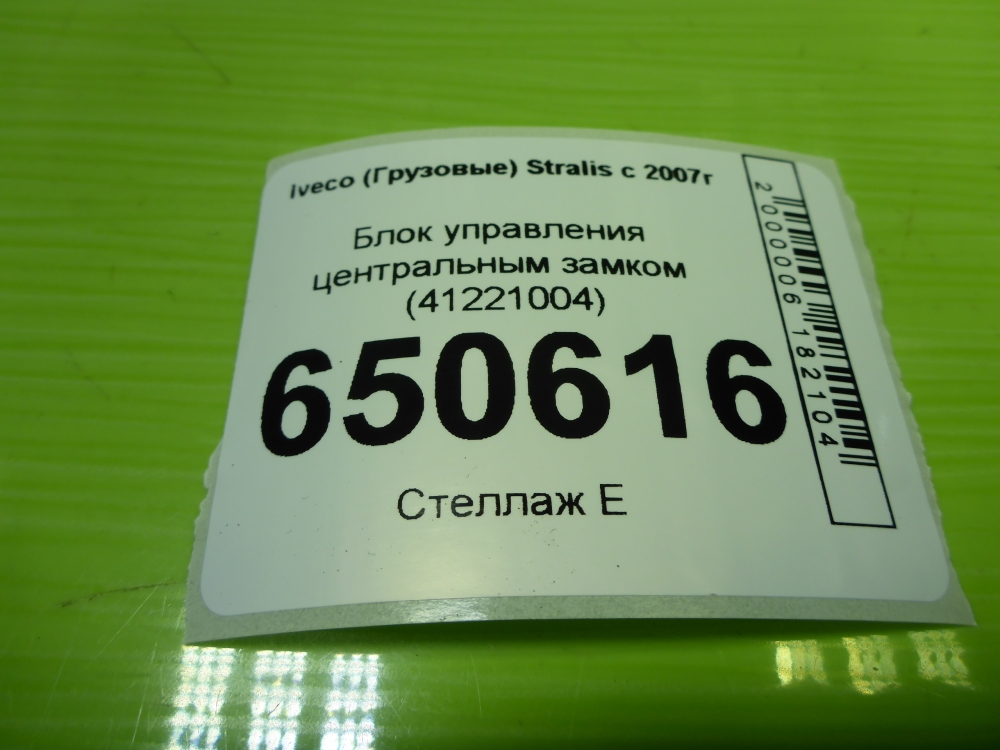 Iveco (Грузовые) Stralis с 2007г
Блок управления
центральным замком
(41221004)
650616
Стеллаж E
2000006182104